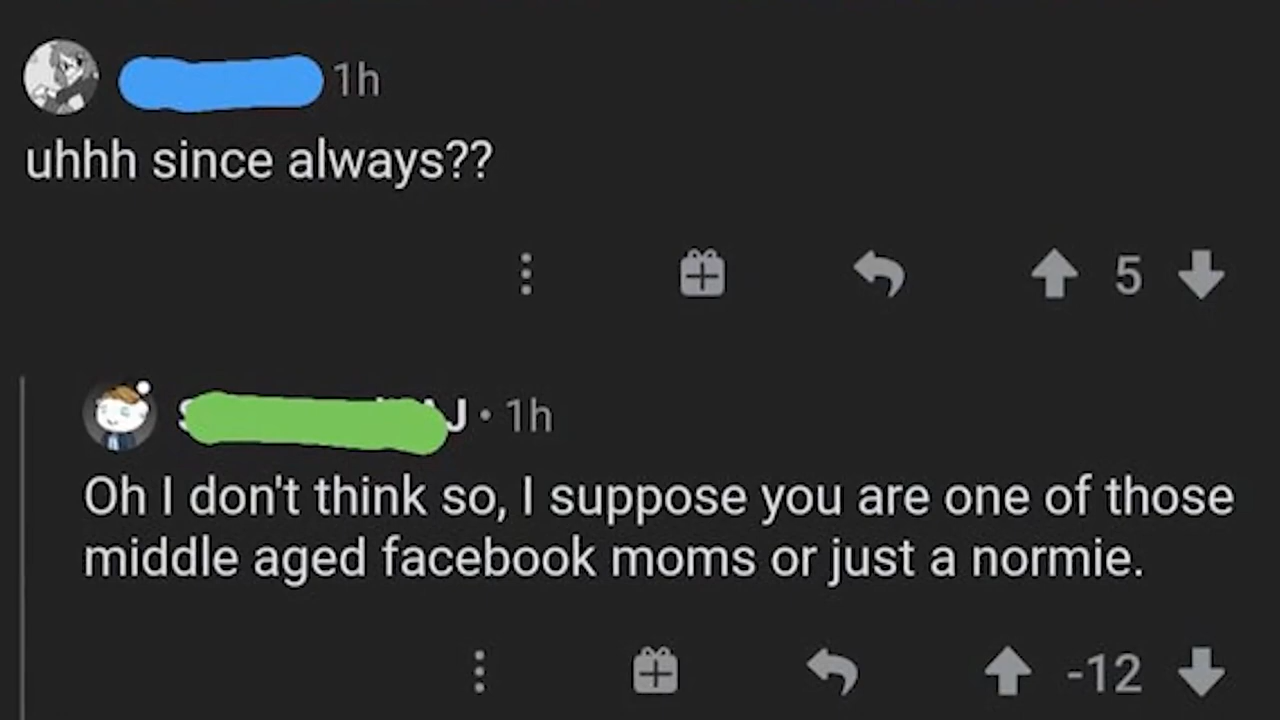 1h
uhhh since always??
5
J • 1h
Oh I don't think so, I suppose you are one of those
middle aged facebook moms or just a normie.
-12